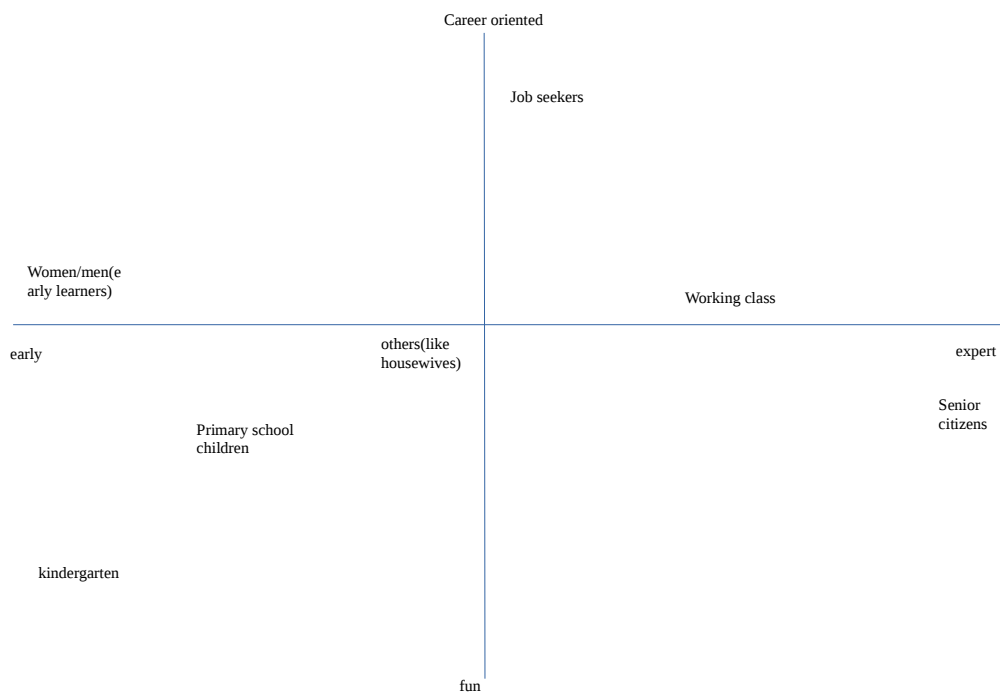 Career oriented
Job seekers
Women/men(e
arly learners)
Working class
others(like
housewives)
early
expert
Senior
citizens
Primary school
children
kindergarten
fun